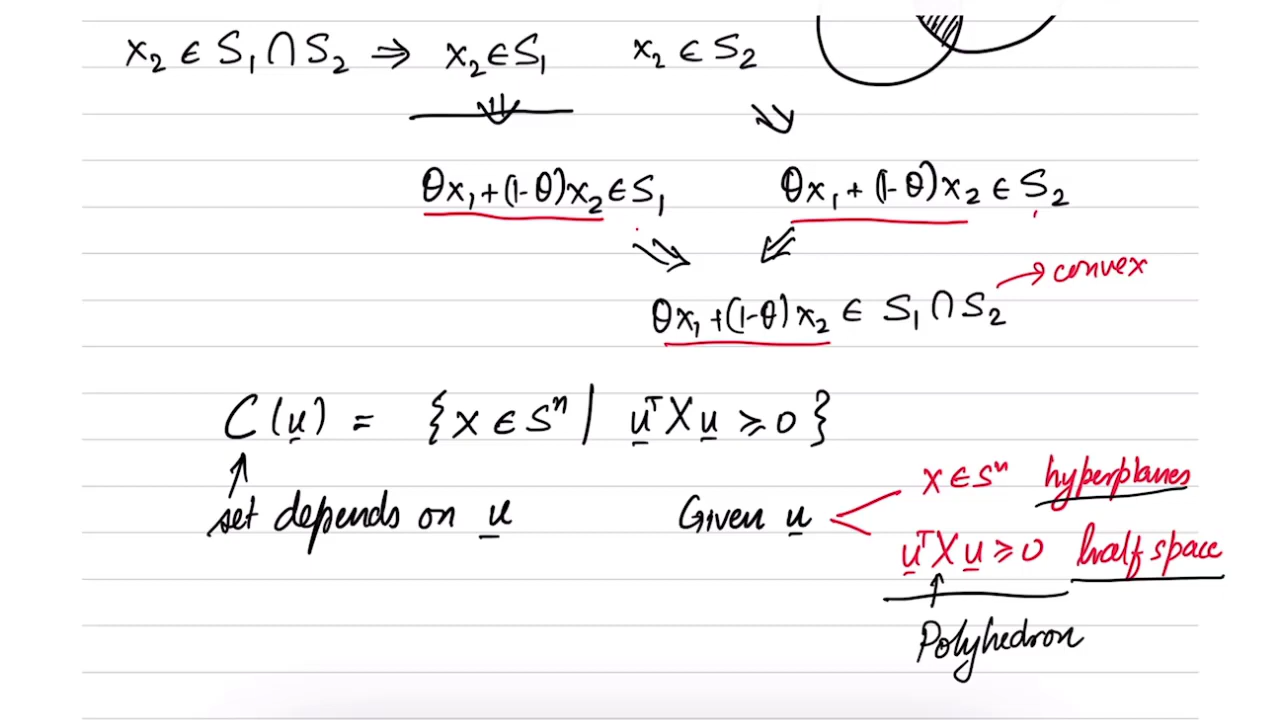 x₂ ∈ S₁ ∩ S₂ ⇒ x₂ ∈ S₁ x₂ ∈ S₂
θx₁ + (1-θ)x₂ ∈ S₁ θx₁ + (1-θ)x₂ ∈ S₂
→ convex
θx₁ + (1-θ)x₂ ∈ S₁ ∩ S₂
C(u) = {X ∈ Sⁿ | uᵀXu ≥ 0}
X ∈ Sⁿ hyperplanes
set depends on u Given u
uᵀXu ≥ 0 half space
Polyhedron